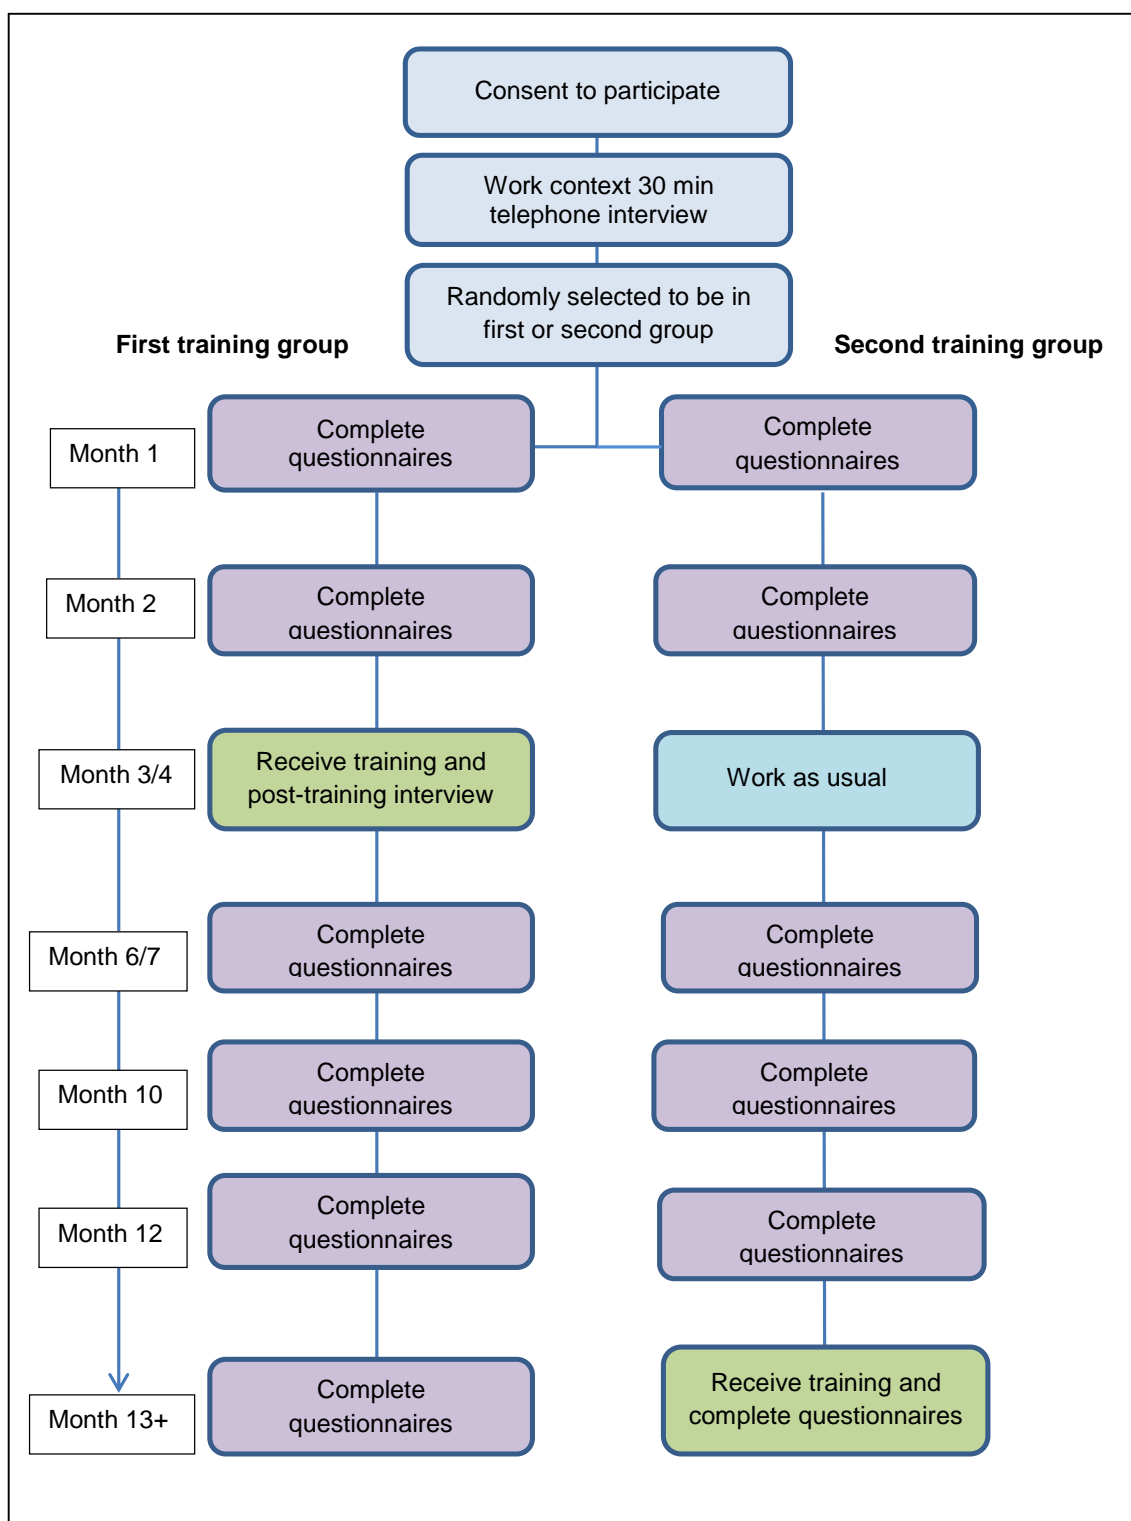 Consent to participate
Work context 30 min
telephone interview
Randomly selected to be in
first or second group
First training group
Second training group
Month 1
Complete
questionnaires
Complete
questionnaires
Month 2
Complete
questionnaires
Complete
questionnaires
Month 3/4
Receive training and
post-training interview
Work as usual
Month 6/7
Complete
questionnaires
Complete
questionnaires
Month 10
Complete
questionnaires
Complete
questionnaires
Month 12
Complete
questionnaires
Complete
questionnaires
Month 13+
Complete
questionnaires
Receive training and
complete questionnaires